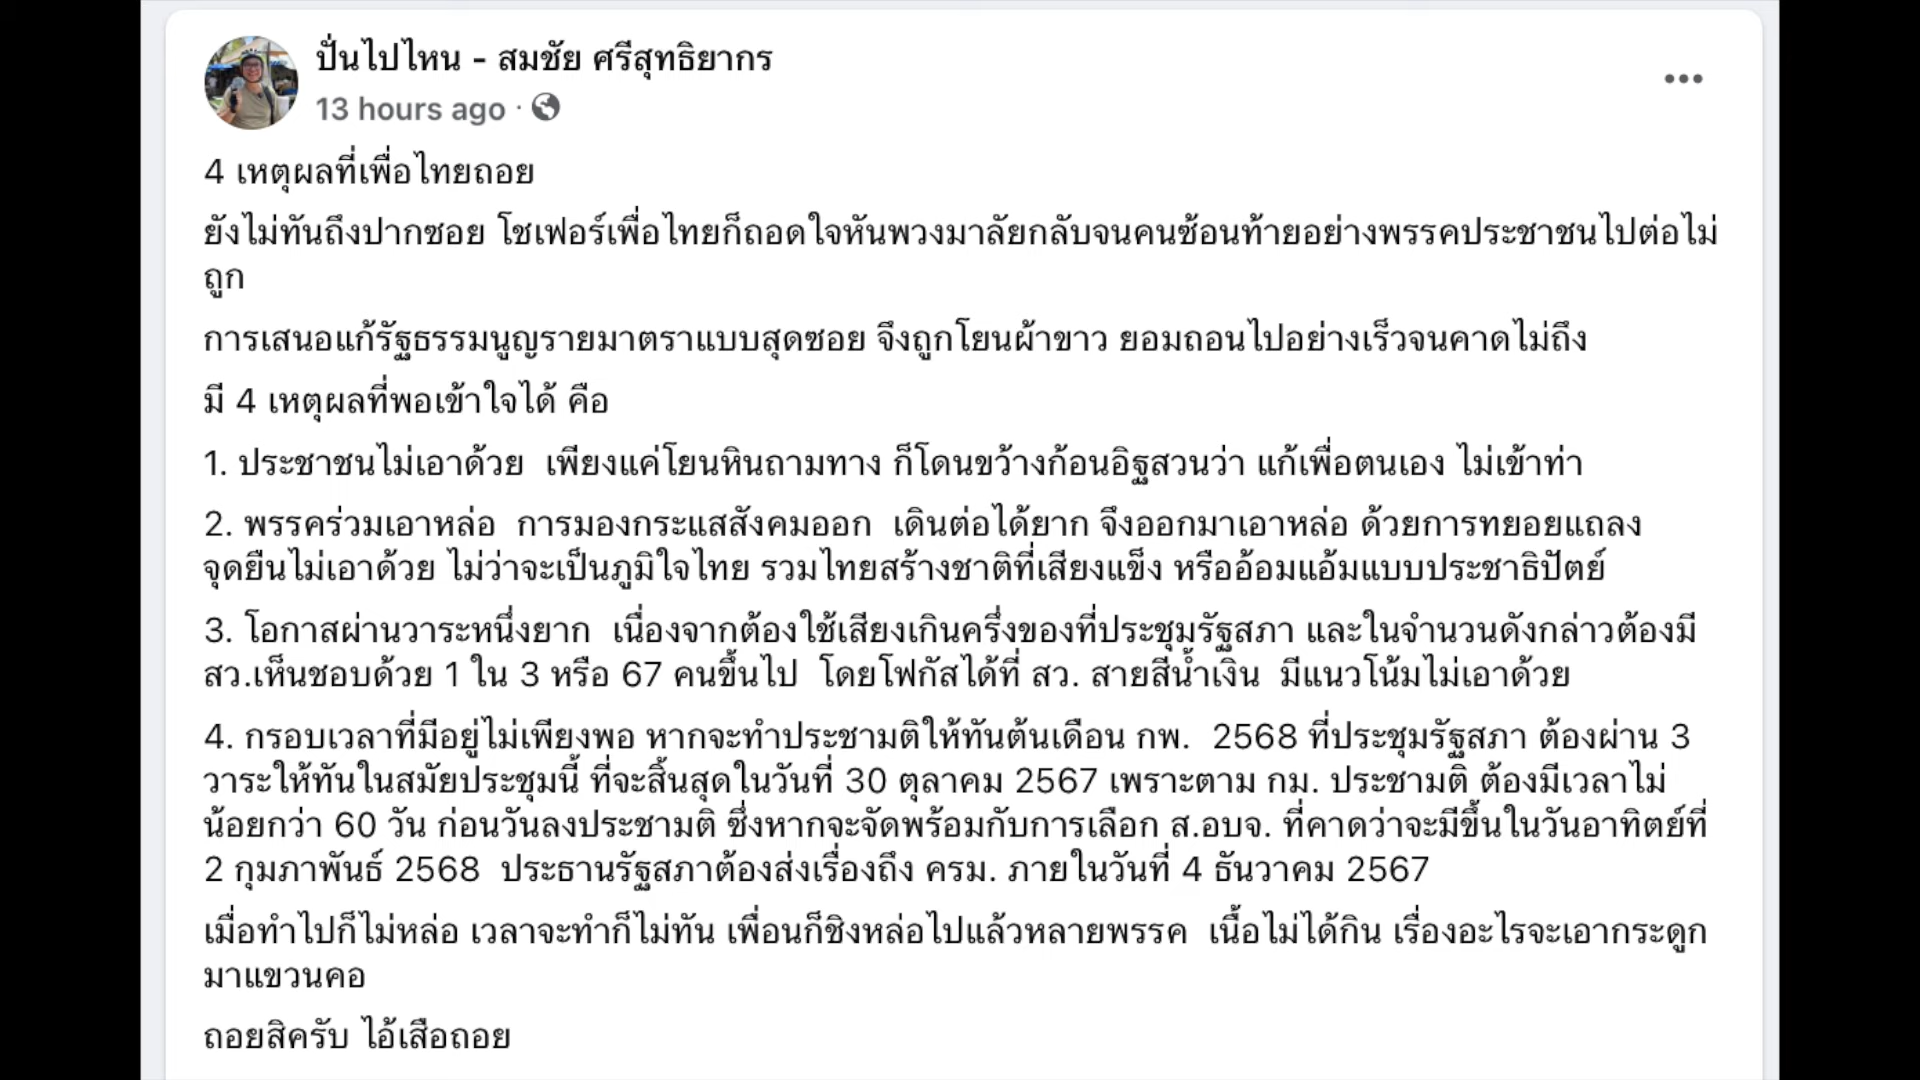 ปั่นไปไหน - สมชัย ศรีสุทธิยากร
13 hours ago ·
4 เหตุผลที่เพื่อไทยถอย
ยังไม่ทันถึงปากซอย โชเฟอร์เพื่อไทยก็ถอดใจหันพวงมาลัยกลับจนคนซ้อนท้ายอย่างพรรคประชาชนไปต่อไม่
ถูก
การเสนอแก้รัฐธรรมนูญรายมาตราแบบสุดซอย จึงถูกโยนผ้าขาว ยอมถอนไปอย่างเร็วจนคาดไม่ถึง
มี 4 เหตุผลที่พอเข้าใจได้ คือ
1. ประชาชนไม่เอาด้วย  เพียงแค่โยนหินถามทาง ก็โดนขว้างก้อนอิฐสวนว่า แก้เพื่อตนเอง ไม่เข้าท่า
2. พรรคร่วมเอาหล่อ  การมองกระแสสังคมออก  เดินต่อได้ยาก จึงออกมาเอาหล่อ ด้วยการทยอยแถลง
จุดยืนไม่เอาด้วย ไม่ว่าจะเป็นภูมิใจไทย รวมไทยสร้างชาติที่เสียงแข็ง หรืออ้อมแอ้มแบบประชาธิปัตย์
3. โอกาสผ่านวาระหนึ่งยาก  เนื่องจากต้องใช้เสียงเกินครึ่งของที่ประชุมรัฐสภา และในจำนวนดังกล่าวต้องมี
สว.เห็นชอบด้วย 1 ใน 3 หรือ 67 คนขึ้นไป  โดยโฟกัสได้ที่ สว. สายสีน้ำเงิน  มีแนวโน้มไม่เอาด้วย
4. กรอบเวลาที่มีอยู่ไม่เพียงพอ หากจะทำประชามติให้ทันต้นเดือน กพ.  2568 ที่ประชุมรัฐสภา ต้องผ่าน 3
วาระให้ทันในสมัยประชุมนี้ ที่จะสิ้นสุดในวันที่ 30 ตุลาคม 2567 เพราะตาม กม. ประชามติ ต้องมีเวลาไม่
น้อยกว่า 60 วัน ก่อนวันลงประชามติ ซึ่งหากจะจัดพร้อมกับการเลือก ส.อบจ. ที่คาดว่าจะมีขึ้นในวันอาทิตย์ที่
2 กุมภาพันธ์ 2568  ประธานรัฐสภาต้องส่งเรื่องถึง ครม. ภายในวันที่ 4 ธันวาคม 2567
เมื่อทำไปก็ไม่หล่อ เวลาจะทำก็ไม่ทัน เพื่อนก็ชิงหล่อไปแล้วหลายพรรค  เนื้อไม่ได้กิน เรื่องอะไรจะเอากระดูก
มาแขวนคอ
ถอยสิครับ ไอ้เสือถอย